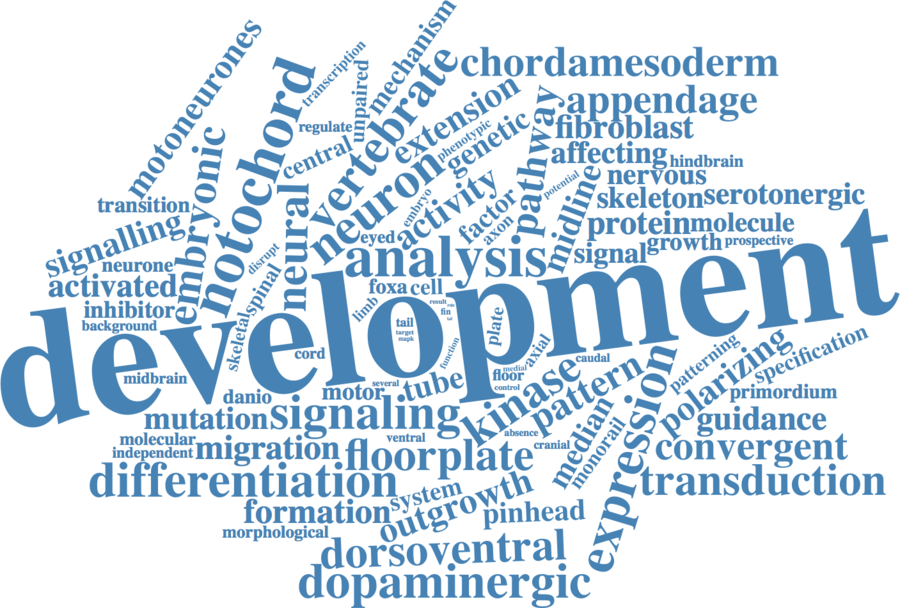 motoneurones
transcription
mechanism
chordamesoderm
notochord
unpaired
vertebrate
appendage
regulate
extension
fibroblast
embryonic
central
phenotypic
genetic
pathway
affecting
hindbrain
nervous
neuron
potential
transition
neural
embryo
activity
factor
midline
skeleton
serotonergic
signalling
eyed
axon
protein
molecule
disrupt
signal
growth
prospective
neurone
spinal
analysis
activated
foxa
cell
inhibitor
limb
result
fin
background
development
tail
target
mapk
plate
skeletal
cord
function
axial
caudal
patterning
specification
midbrain
medial
floor
polarizing
several
control
danio
motor
tube
kinase
pattern
primordium
mutation
signaling
expression
guidance
molecular
ventral
absence
median
independent
migration
cranial
monorail
convergent
floorplate
differentiation
transduction
system
formation
outgrowth
pinhead
morphological
dorsoventral
dopaminergic